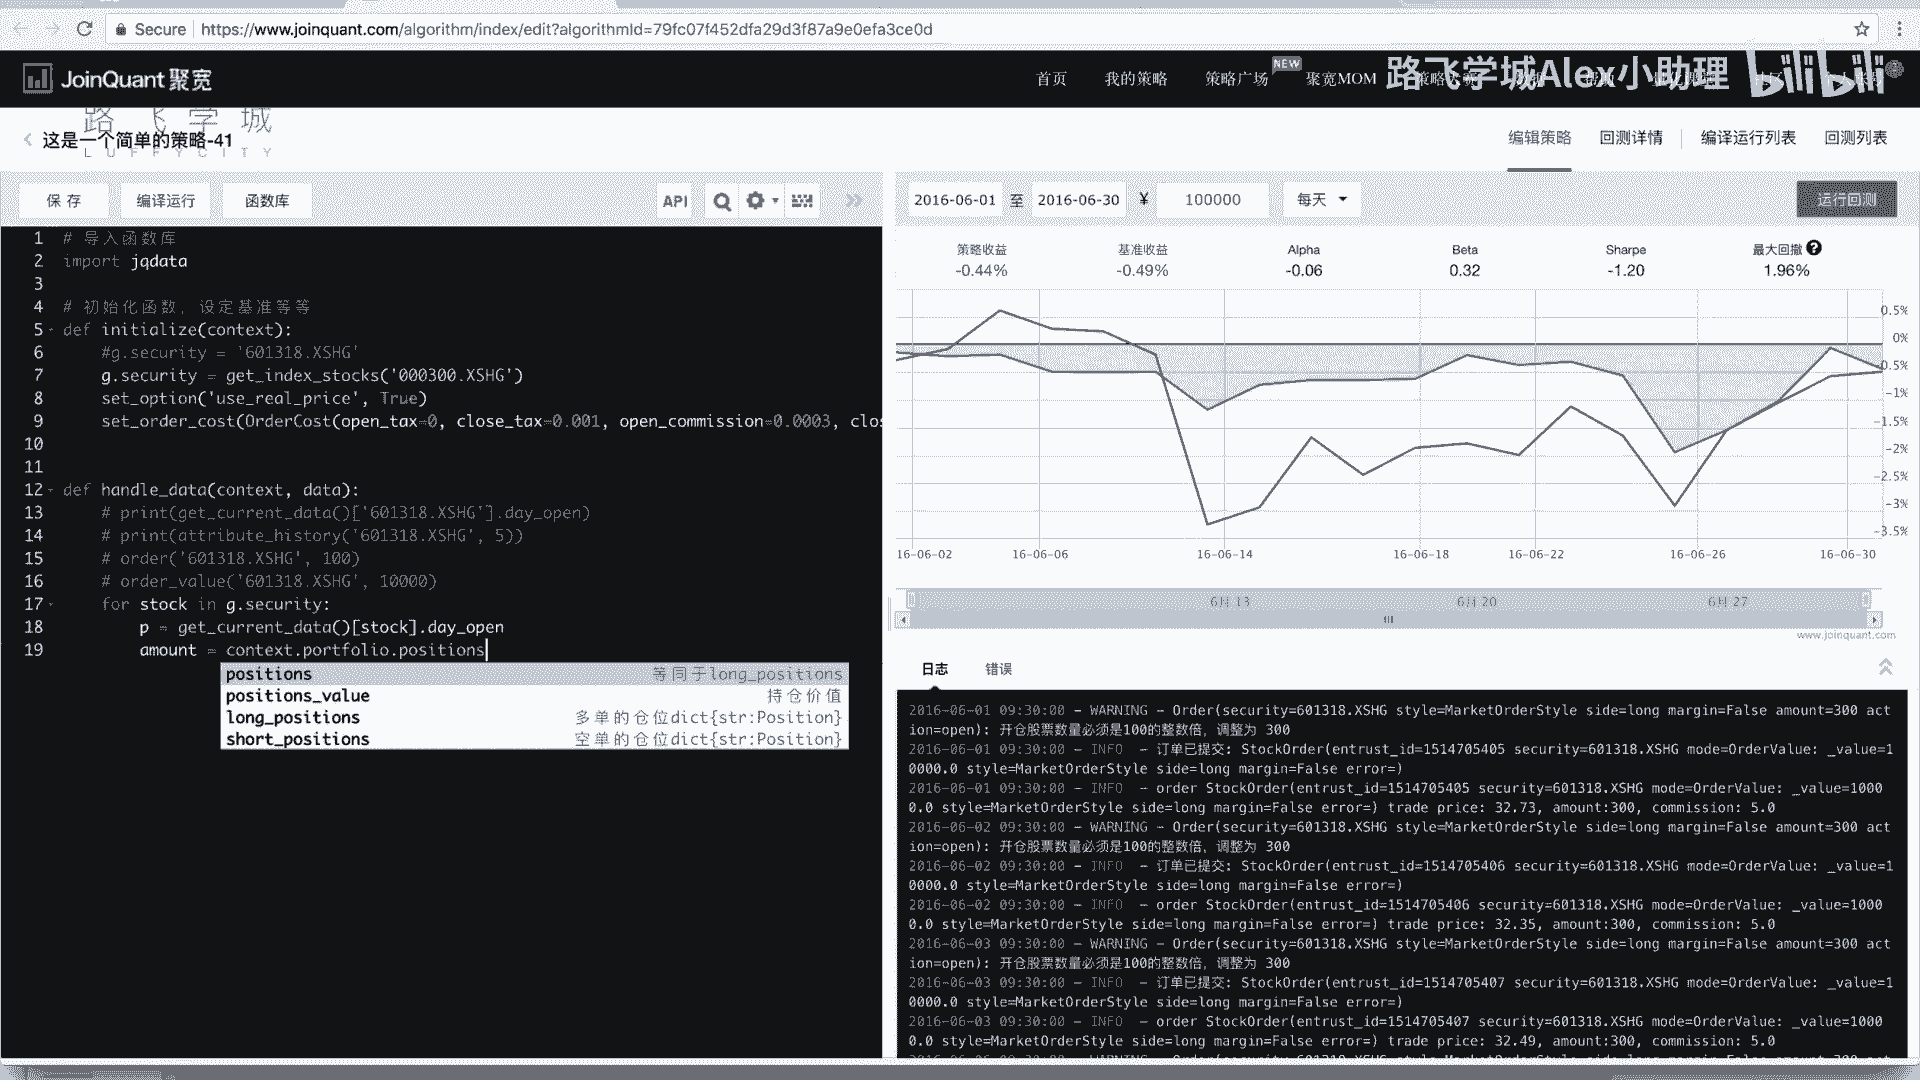 Secure https://www.joinquant.com/algorithm/index/edit?algorithmId=79fc07f452dfa29d3f87a9e0efa3ce0d
JoinQuant 聚宽
首页 我的策略 策略广场 NEW 聚宽MOM
路飞学城Alex小助理 bilibili
路飞学城
LUFFYCITY
这是一个简单的策略-41
编辑策略 回测详情 编译运行列表 回测列表
保存 编译运行 函数库 API
2016-06-01 至 2016-06-30 ¥ 100000 每天 运行回测
1 # 导入函数库
2 import jqdata
3
4 # 初始化函数，设定基准等等
5 def initialize(context):
6 #g.security = '601318.XSHG'
7 g.security = get_index_stocks('000300.XSHG')
8 set_option('use_real_price', True)
9 set_order_cost(OrderCost(open_tax=0, close_tax=0.001, open_commission=0.0003, clos
10
11
12 def handle_data(context, data):
13 # print(get_current_data()['601318.XSHG'].day_open)
14 # print(attribute_history('601318.XSHG', 5))
15 # order('601318.XSHG', 100)
16 # order_value('601318.XSHG', 10000)
17 for stock in g.security:
18 p = get_current_data()[stock].day_open
19 amount = context.portfolio.positions
positions 等同于long_positions
positions_value 持仓价值
long_positions 多单的仓位dict{str:Position}
short_positions 空单的仓位dict{str:Position}
策略收益 基准收益 Alpha Beta Sharpe 最大回撤
-0.44% -0.49% -0.06 0.32 -1.20 1.96%
0.5%
0%
-0.5%
-1%
-1.5%
-2%
-2.5%
-3%
-3.5%
16-06-02 16-06-06 16-06-14 16-06-18 16-06-22 16-06-26 16-06-30
6月 13 6月 20 6月 27
www.joinquant.com
日志 错误
2016-06-01 09:30:00 - WARNING - Order(security=601318.XSHG style=MarketOrderStyle side=long margin=False amount=300 act
ion=open): 开仓股票数量必须是100的整数倍，调整为 300
2016-06-01 09:30:00 - INFO - 订单已提交: StockOrder(entrust_id=1514705405 security=601318.XSHG mode=OrderValue: _value=1
0000.0 style=MarketOrderStyle side=long margin=False error=)
2016-06-01 09:30:00 - INFO - order StockOrder(entrust_id=1514705405 security=601318.XSHG mode=OrderValue: _value=1000
0.0 style=MarketOrderStyle side=long margin=False error=) trade price: 32.73, amount:300, commission: 5.0
2016-06-02 09:30:00 - WARNING - Order(security=601318.XSHG style=MarketOrderStyle side=long margin=False amount=300 act
ion=open): 开仓股票数量必须是100的整数倍，调整为 300
2016-06-02 09:30:00 - INFO - 订单已提交: StockOrder(entrust_id=1514705406 security=601318.XSHG mode=OrderValue: _value=1
0000.0 style=MarketOrderStyle side=long margin=False error=)
2016-06-02 09:30:00 - INFO - order StockOrder(entrust_id=1514705406 security=601318.XSHG mode=OrderValue: _value=1000
0.0 style=MarketOrderStyle side=long margin=False error=) trade price: 32.35, amount:300, commission: 5.0
2016-06-03 09:30:00 - WARNING - Order(security=601318.XSHG style=MarketOrderStyle side=long margin=False amount=300 act
ion=open): 开仓股票数量必须是100的整数倍，调整为 300
2016-06-03 09:30:00 - INFO - 订单已提交: StockOrder(entrust_id=1514705407 security=601318.XSHG mode=OrderValue: _value=1
0000.0 style=MarketOrderStyle side=long margin=False error=)
2016-06-03 09:30:00 - INFO - order StockOrder(entrust_id=1514705407 security=601318.XSHG mode=OrderValue: _value=1000
0.0 style=MarketOrderStyle side=long margin=False error=) trade price: 32.49, amount:300, commission: 5.0